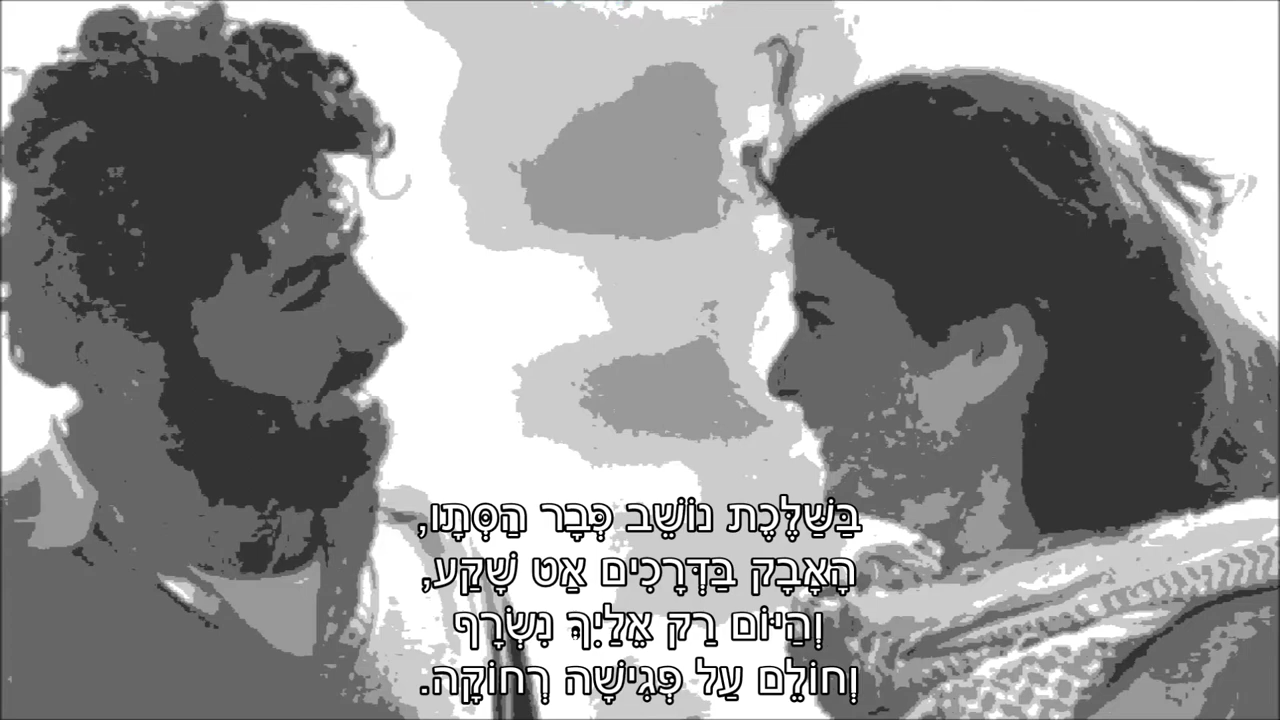 בַּשַּׁלֶּכֶת נוֹשֵׁב כְּבָר הַסְּתָו,
הָאָבָק בַּדְּרָכִים אַט שָׁקַע,
וְהַיּוֹם רַק אֵלַיִךְ נִשְׂרָף
וְחוֹלֵם עַל פְּגִישָׁה רְחוֹקָה.